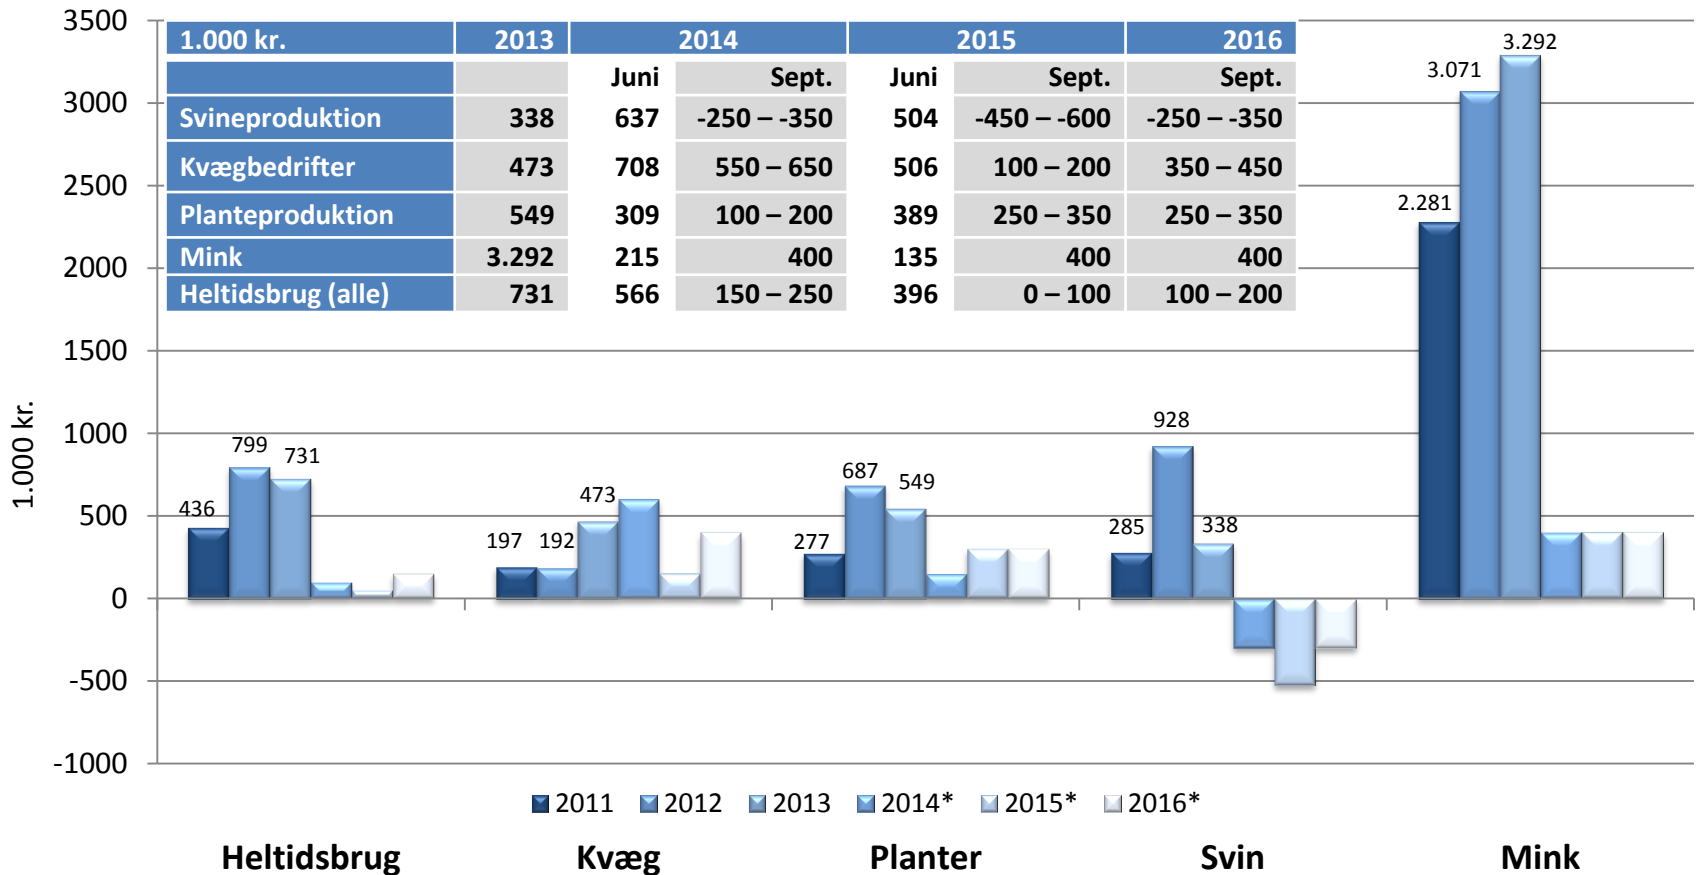 1.000 kr. 2013 2014 2015 2016
Juni Sept. Juni Sept. Sept.
Svineproduktion 338 637 -250 – -350 504 -450 – -600 -250 – -350
Kvægbedrifter 473 708 550 – 650 506 100 – 200 350 – 450
Planteproduktion 549 309 100 – 200 389 250 – 350 250 – 350
Mink 3.292 215 400 135 400 400
Heltidsbrug (alle) 731 566 150 – 250 396 0 – 100 100 – 200
3500
3000
2500
2000
1500
1000
500
0
-500
-1000
1.000 kr.
436 799 731
197 192 473
277 687 549
285 928 338
2.281 3.071 3.292
2011 2012 2013 2014* 2015* 2016*
Heltidsbrug Kvæg Planter Svin Mink